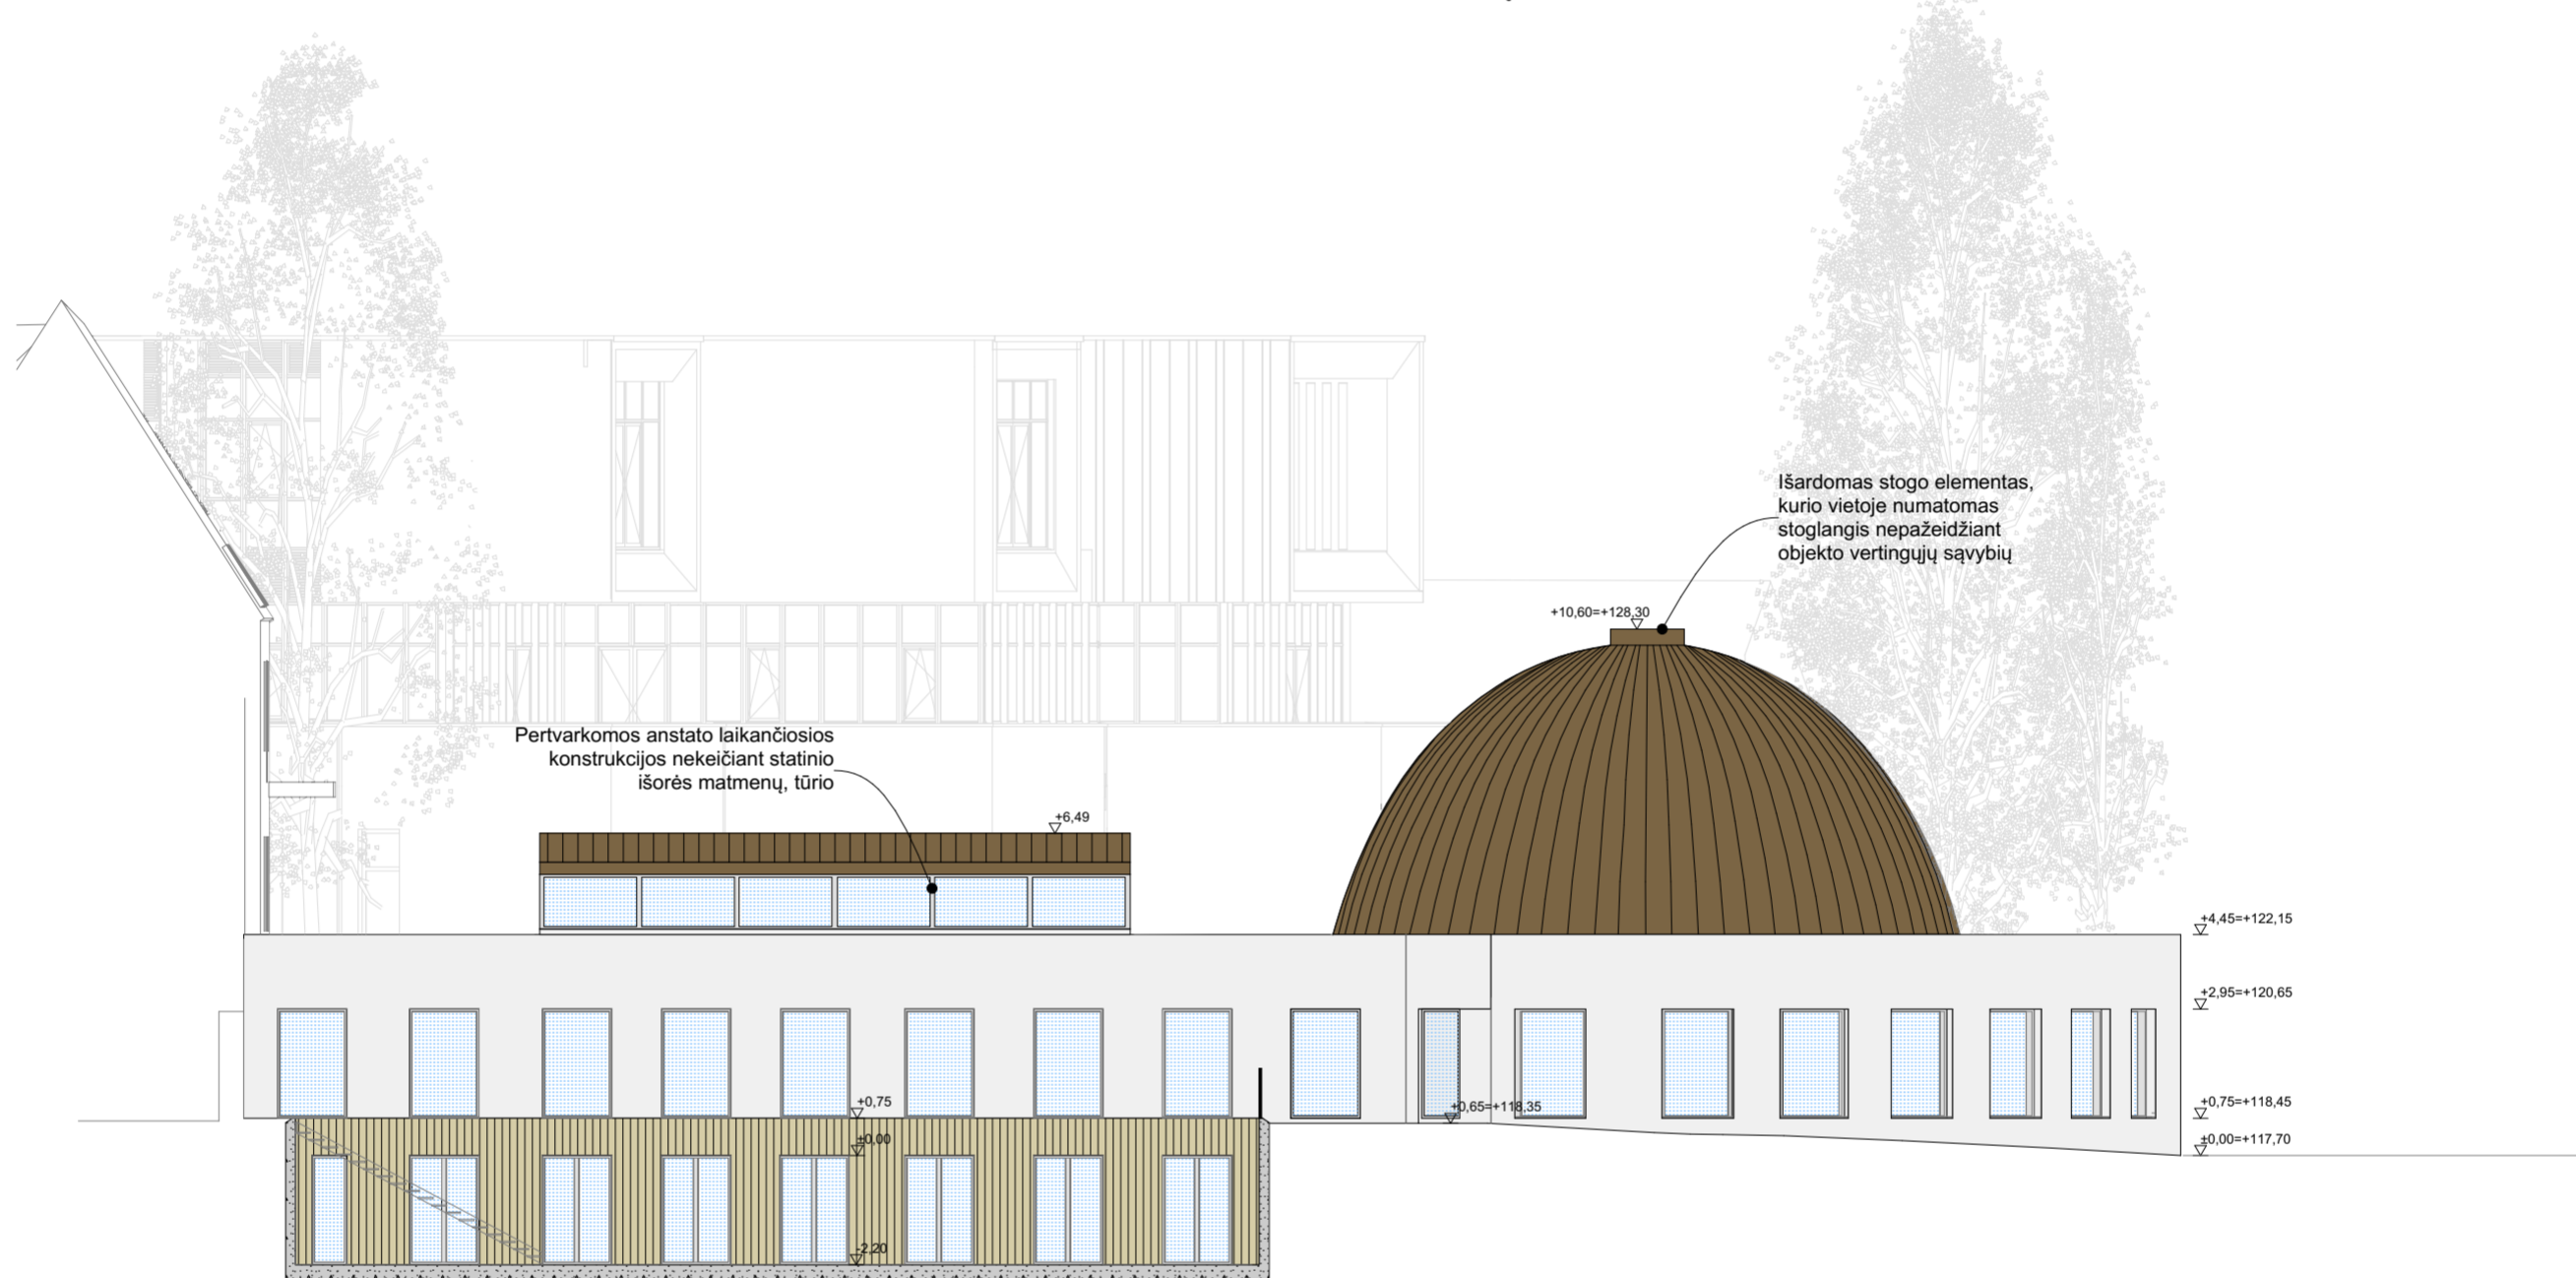 Išardomas stogo elementas,
kurio vietoje numatomas
stoglangis nepažeidžiant
objekto vertingųjų sąvybių
+10,60=+128,30
Pertvarkomos anstato laikančiosios
konstrukcijos nekeičiant statinio
išorės matmenų, tūrio
+6,49
+4,45=+122,15
+2,95=+120,65
+0,75
+0,65=+118,35
+0,75=+118,45
±0,00
±0,00=+117,70
-2,20